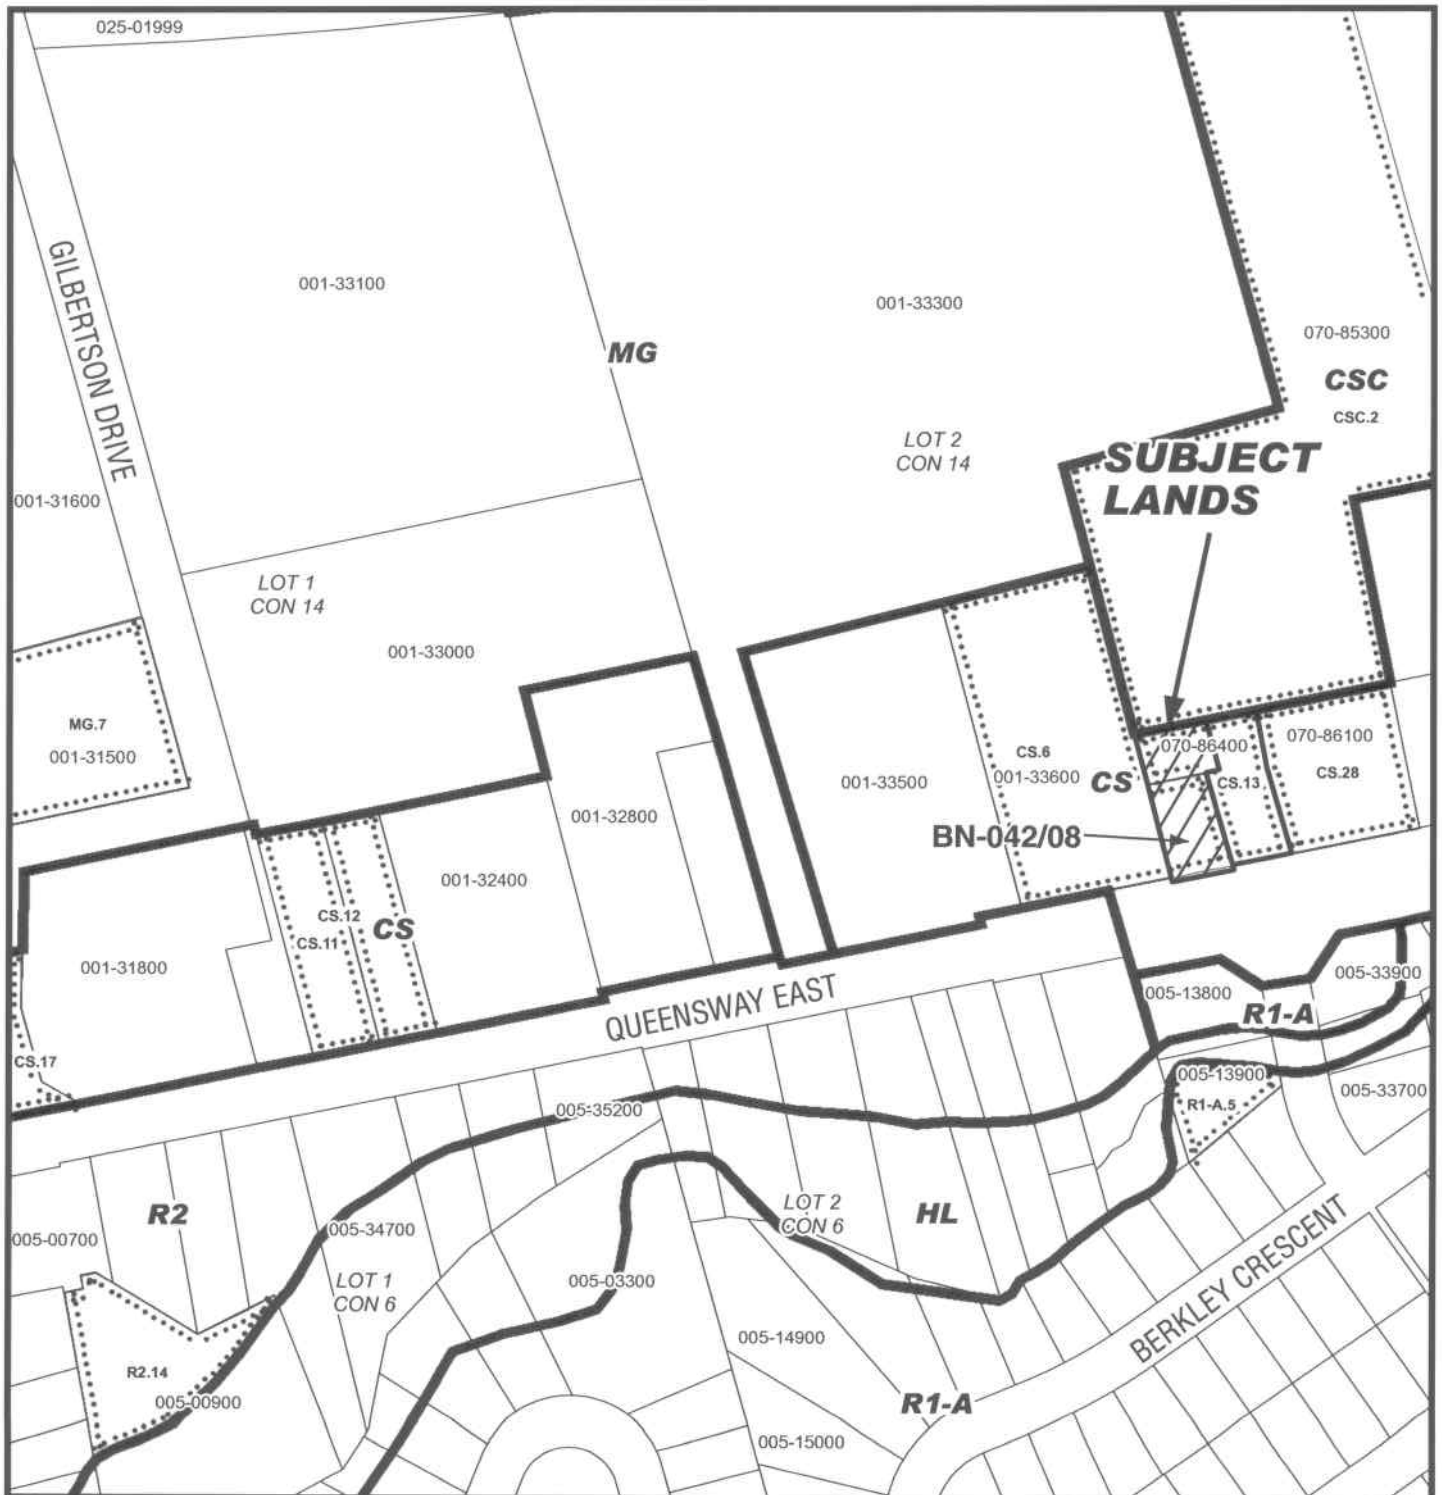 025-01999
GILBERTSON DRIVE
001-33100
001-33300
070-85300
MG
CSC
CSC.2
LOT 2
CON 14
SUBJECT
LANDS
001-31600
LOT 1
CON 14
001-33000
MG.7
001-31500
CS.6
001-33600
CS
070-86400
CS.13
070-86100
CS.28
001-33500
001-32800
BN-042/08
001-32400
CS.12
CS
CS.11
001-31800
CS.17
QUEENSWAY EAST
005-33900
005-13800
R1-A
005-13900
R1-A.5
005-33700
005-35200
R2
005-34700
005-00700
LOT 2
CON 6
HL
LOT 1
CON 6
005-03300
BERKLEY CRESCENT
005-14900
R2.14
005-00900
R1-A
005-15000